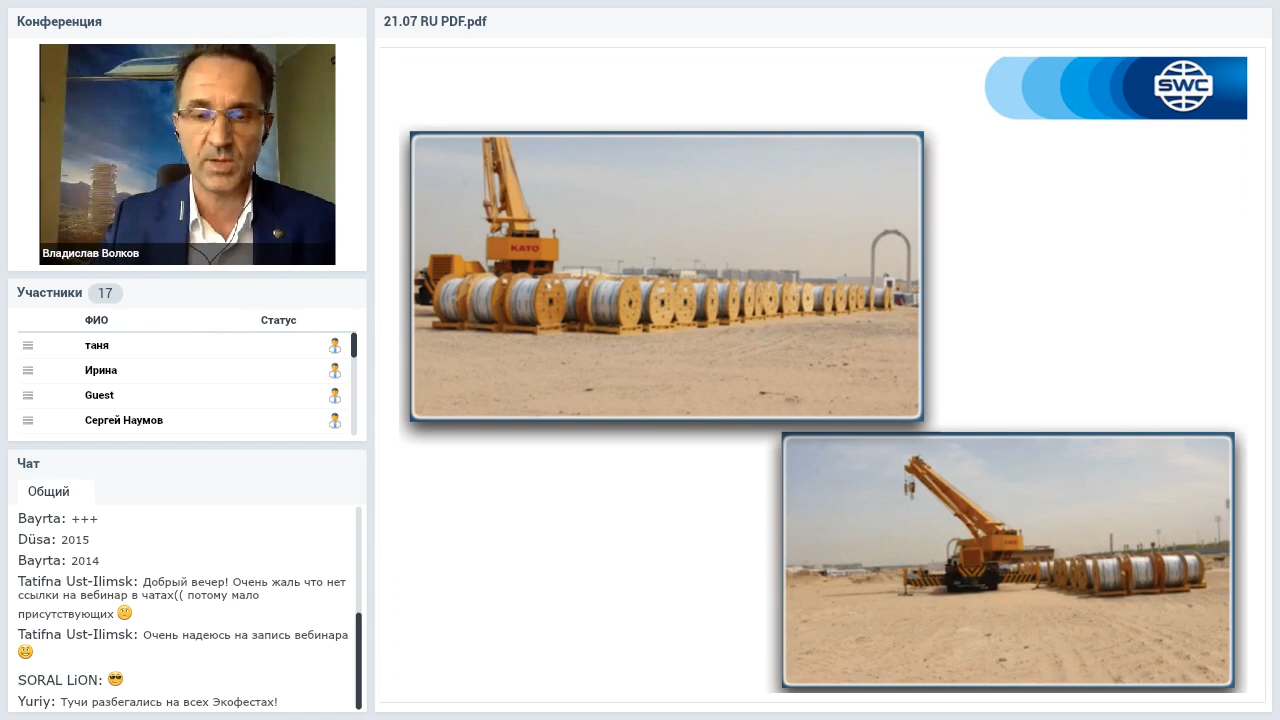 Конференция
Владислав Волков
Участники 17
ФИО Статус
таня
Ирина
Guest
Сергей Наумов
Чат
Общий
Bayrta: +++
Düsa: 2015
Bayrta: 2014
Tatifna Ust-Ilimsk: Добрый вечер! Очень жаль что нет
ссылки на вебинар в чатах(( потому мало
присутствующих
Tatifna Ust-Ilimsk: Очень надеюсь на запись вебинара
SORAL LiON:
Yuriy: Тучи разбегались на всех Экофестах!
21.07 RU PDF.pdf
SWC
KATO